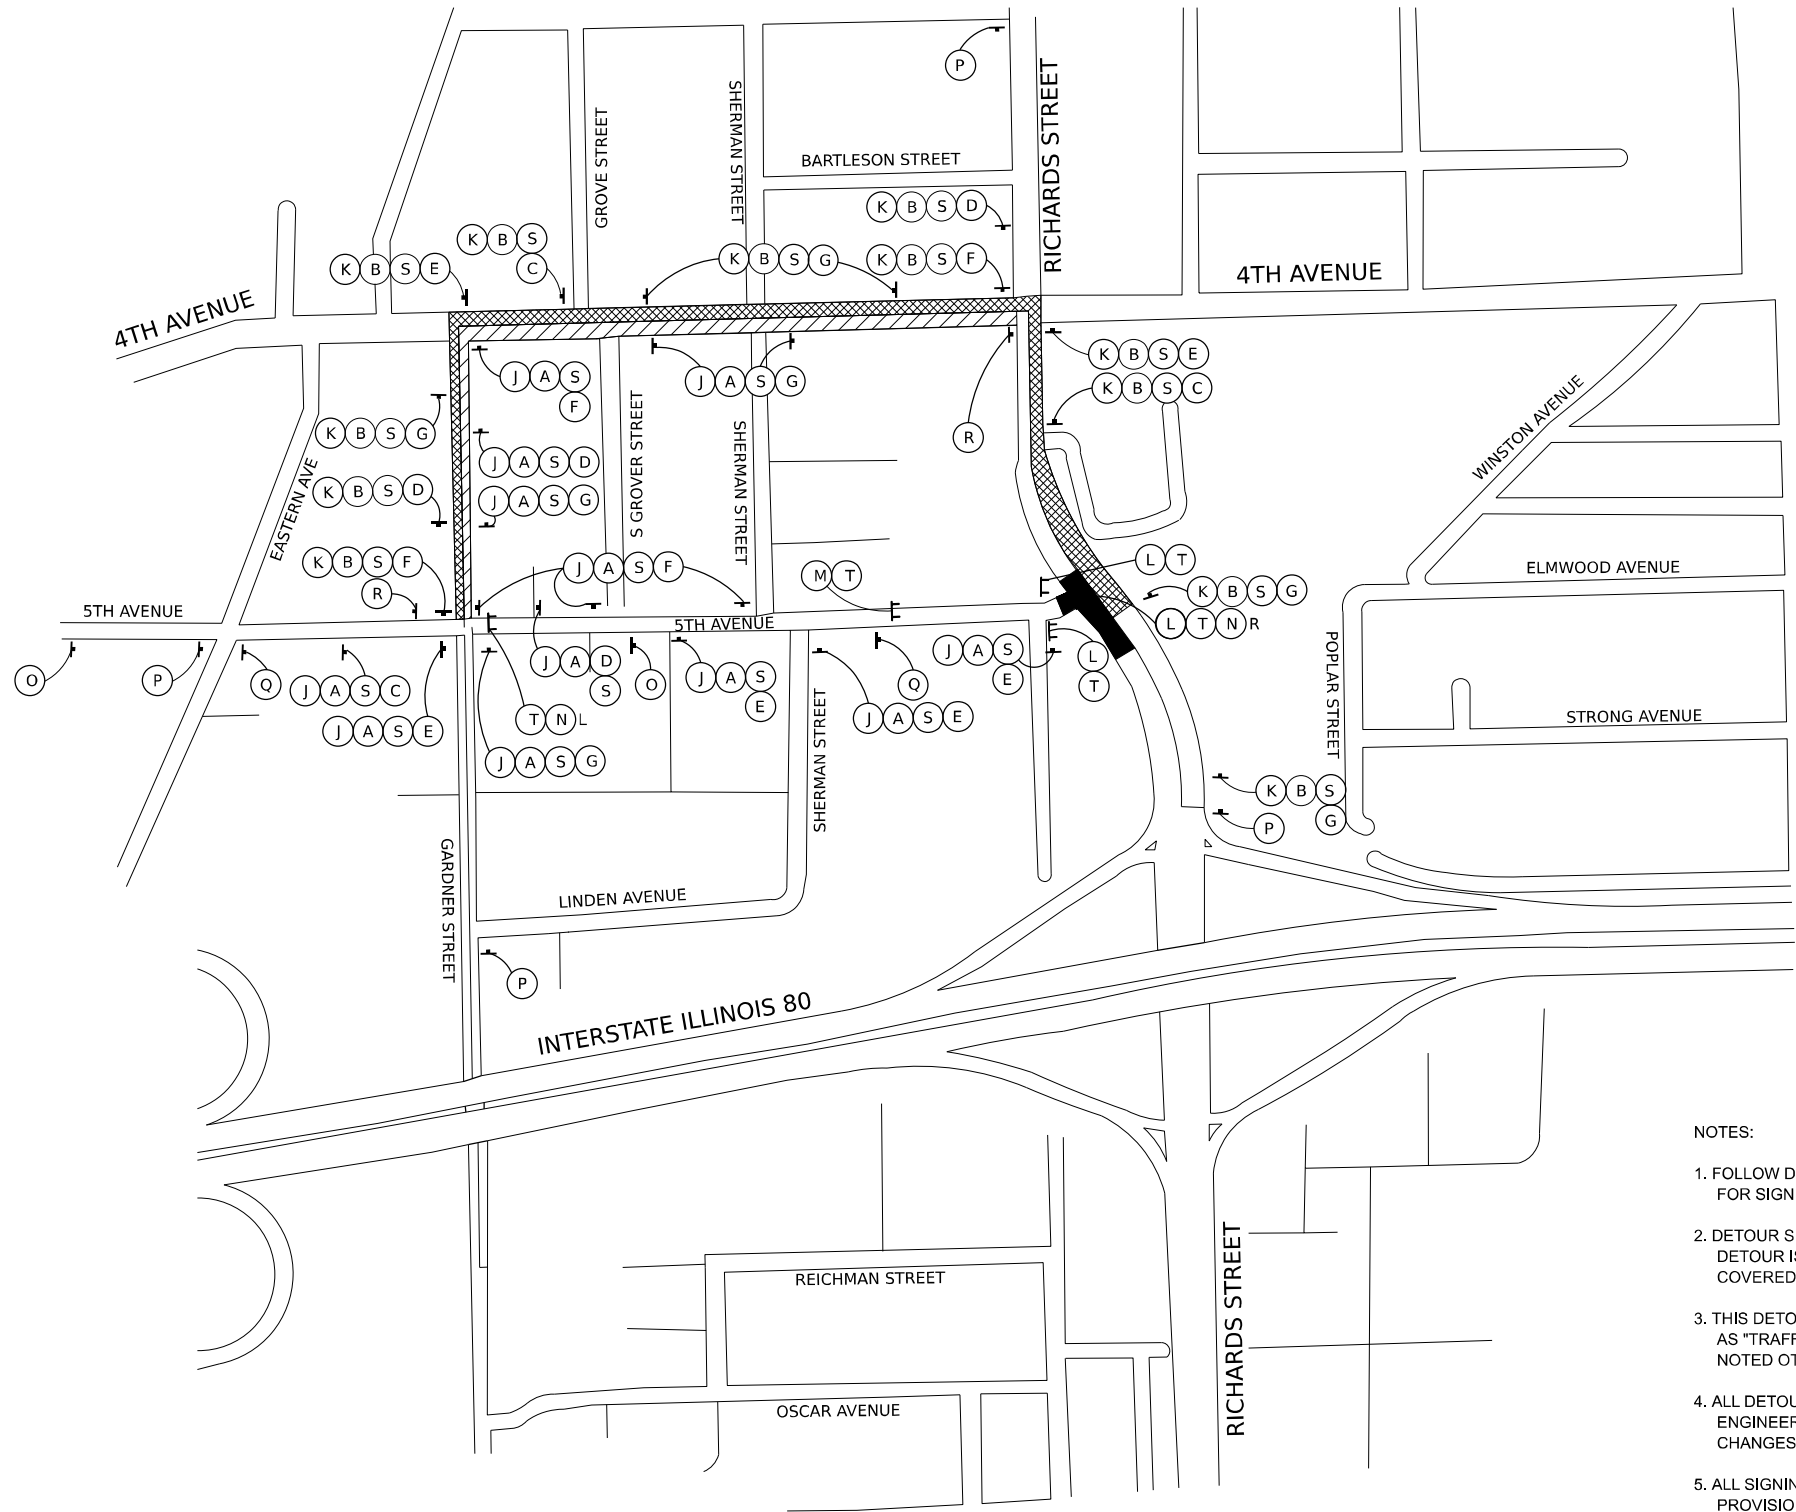 P
RICHARDS STREET
SHERMAN STREET
GROVE STREET
BARTLESON STREET
K B S D
K B S
C
K B S E
K B S G
K B S F
4TH AVENUE
4TH AVENUE
J A S
F
J A S G
K B S E
K B S C
K B S G
R
EASTERN AVE
S GROVER STREET
SHERMAN STREET
WINSTON AVENUE
J A S D
K B S D
J A S G
K B S F
R
J A S F
M T
L T
K B S G
ELMWOOD AVENUE
5TH AVENUE
5TH AVENUE
L T N R
O
P
Q
J A S C
J A S E
J A D
S
O
J A S
E
Q
J A S E
J A S
E
L
T
T N L
J A S G
SHERMAN STREET
POPLAR STREET
STRONG AVENUE
K B S
G
P
GARDNER STREET
LINDEN AVENUE
P
INTERSTATE ILLINOIS 80
REICHMAN STREET
OSCAR AVENUE
RICHARDS STREET
NOTES:
1. FOLLOW D
FOR SIGN
2. DETOUR S
DETOUR IS
COVERED
3. THIS DETO
AS "TRAFF
NOTED OT
4. ALL DETOU
ENGINEER
CHANGES
5. ALL SIGNIN
PROVISIO